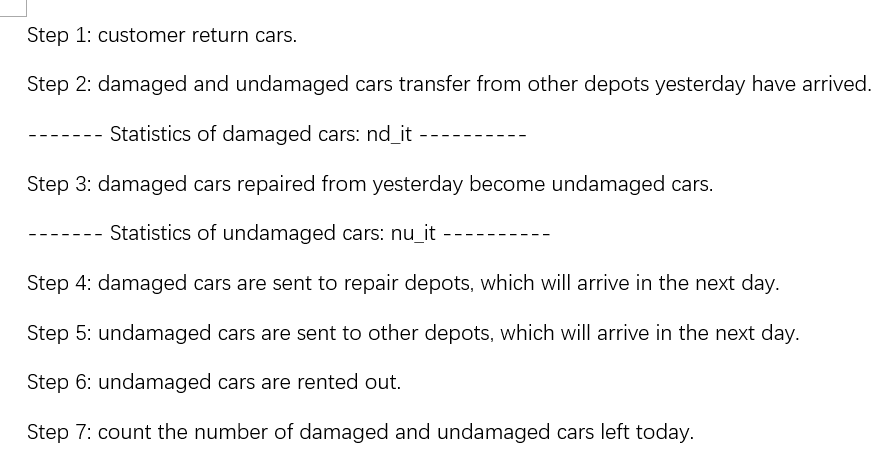 Step 1: customer return cars.
Step 2: damaged and undamaged cars transfer from other depots yesterday have arrived.
------- Statistics of damaged cars: nd_it ----------
Step 3: damaged cars repaired from yesterday become undamaged cars.
------- Statistics of undamaged cars: nu_it ----------
Step 4: damaged cars are sent to repair depots, which will arrive in the next day.
Step 5: undamaged cars are sent to other depots, which will arrive in the next day.
Step 6: undamaged cars are rented out.
Step 7: count the number of damaged and undamaged cars left today.